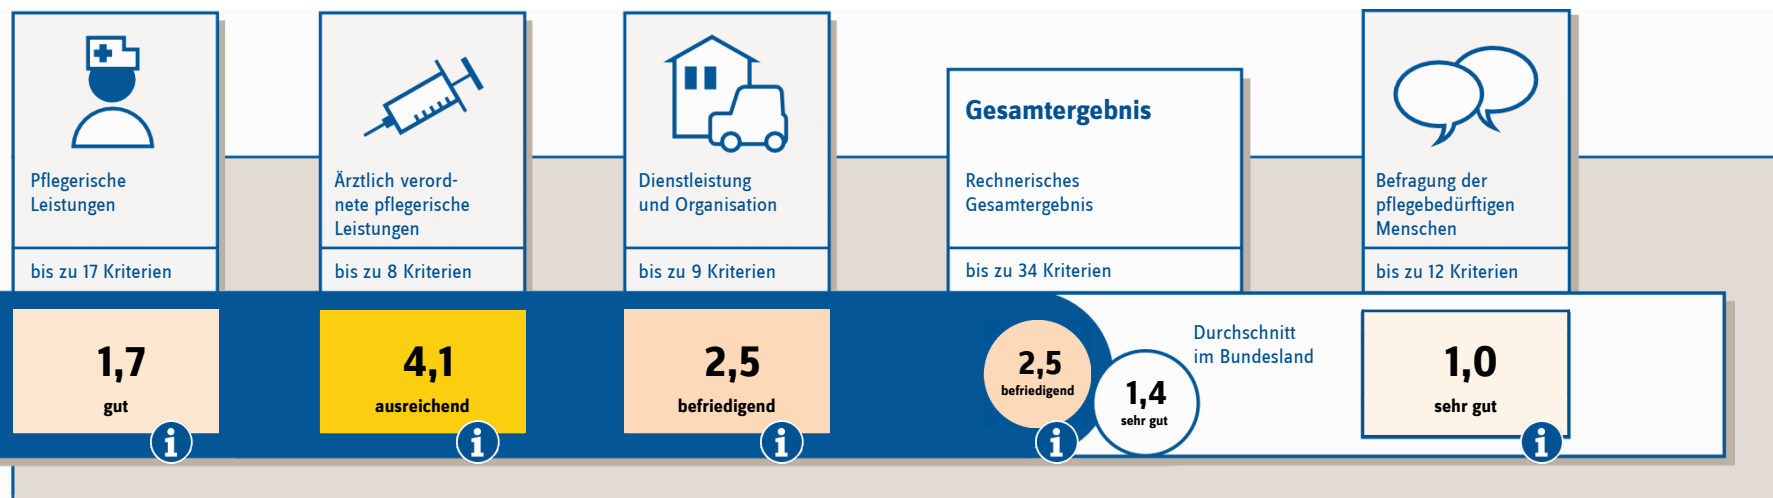 Pflegerische
Leistungen
bis zu 17 Kriterien
1,7
gut
i
Ärztlich verord-
nete pflegerische
Leistungen
bis zu 8 Kriterien
4,1
ausreichend
i
Dienstleistung
und Organisation
bis zu 9 Kriterien
2,5
befriedigend
i
Gesamtergebnis
Rechnerisches
Gesamtergebnis
bis zu 34 Kriterien
2,5
befriedigend
i
1,4
sehr gut
Durchschnitt
im Bundesland
Befragung der
pflegebedürftigen
Menschen
bis zu 12 Kriterien
1,0
sehr gut
i